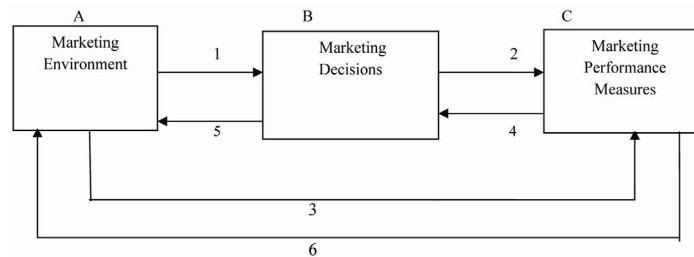 A
B
C
Marketing
Environment
1
Marketing
Decisions
2
Marketing
Performance
Measures
5
4
3
6